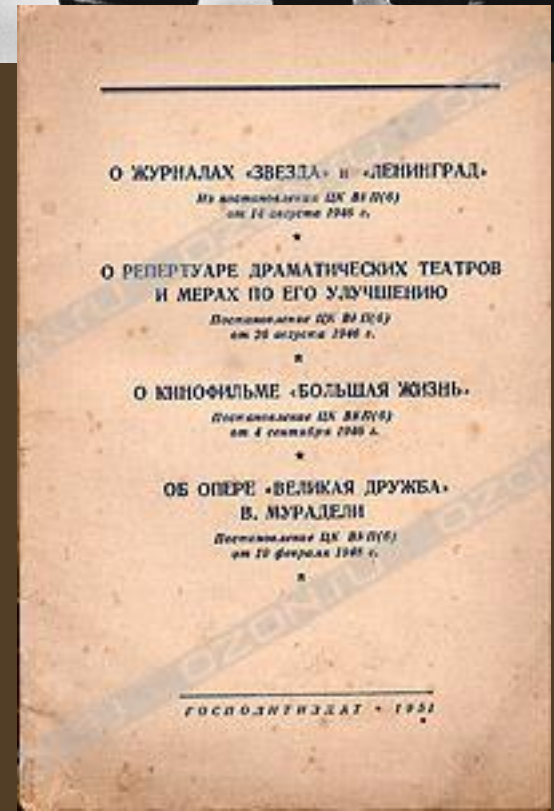 О ЖУРНАЛАХ «ЗВЕЗДА» и «ЛЕНИНГРАД»
Из постановления ЦК ВКП(б)
от 14 августа 1946 г.
О РЕПЕРТУАРЕ ДРАМАТИЧЕСКИХ ТЕАТРОВ
И МЕРАХ ПО ЕГО УЛУЧШЕНИЮ
Постановление ЦК ВКП(б)
от 26 августа 1946 г.
О КИНОФИЛЬМЕ «БОЛЬШАЯ ЖИЗНЬ»
Постановление ЦК ВКП(б)
от 4 сентября 1946 г.
ОБ ОПЕРЕ «ВЕЛИКАЯ ДРУЖБА»
В. МУРАДЕЛИ
Постановление ЦК ВКП(б)
от 10 февраля 1948 г.
ГОСПОЛИТИЗДАТ • 1951